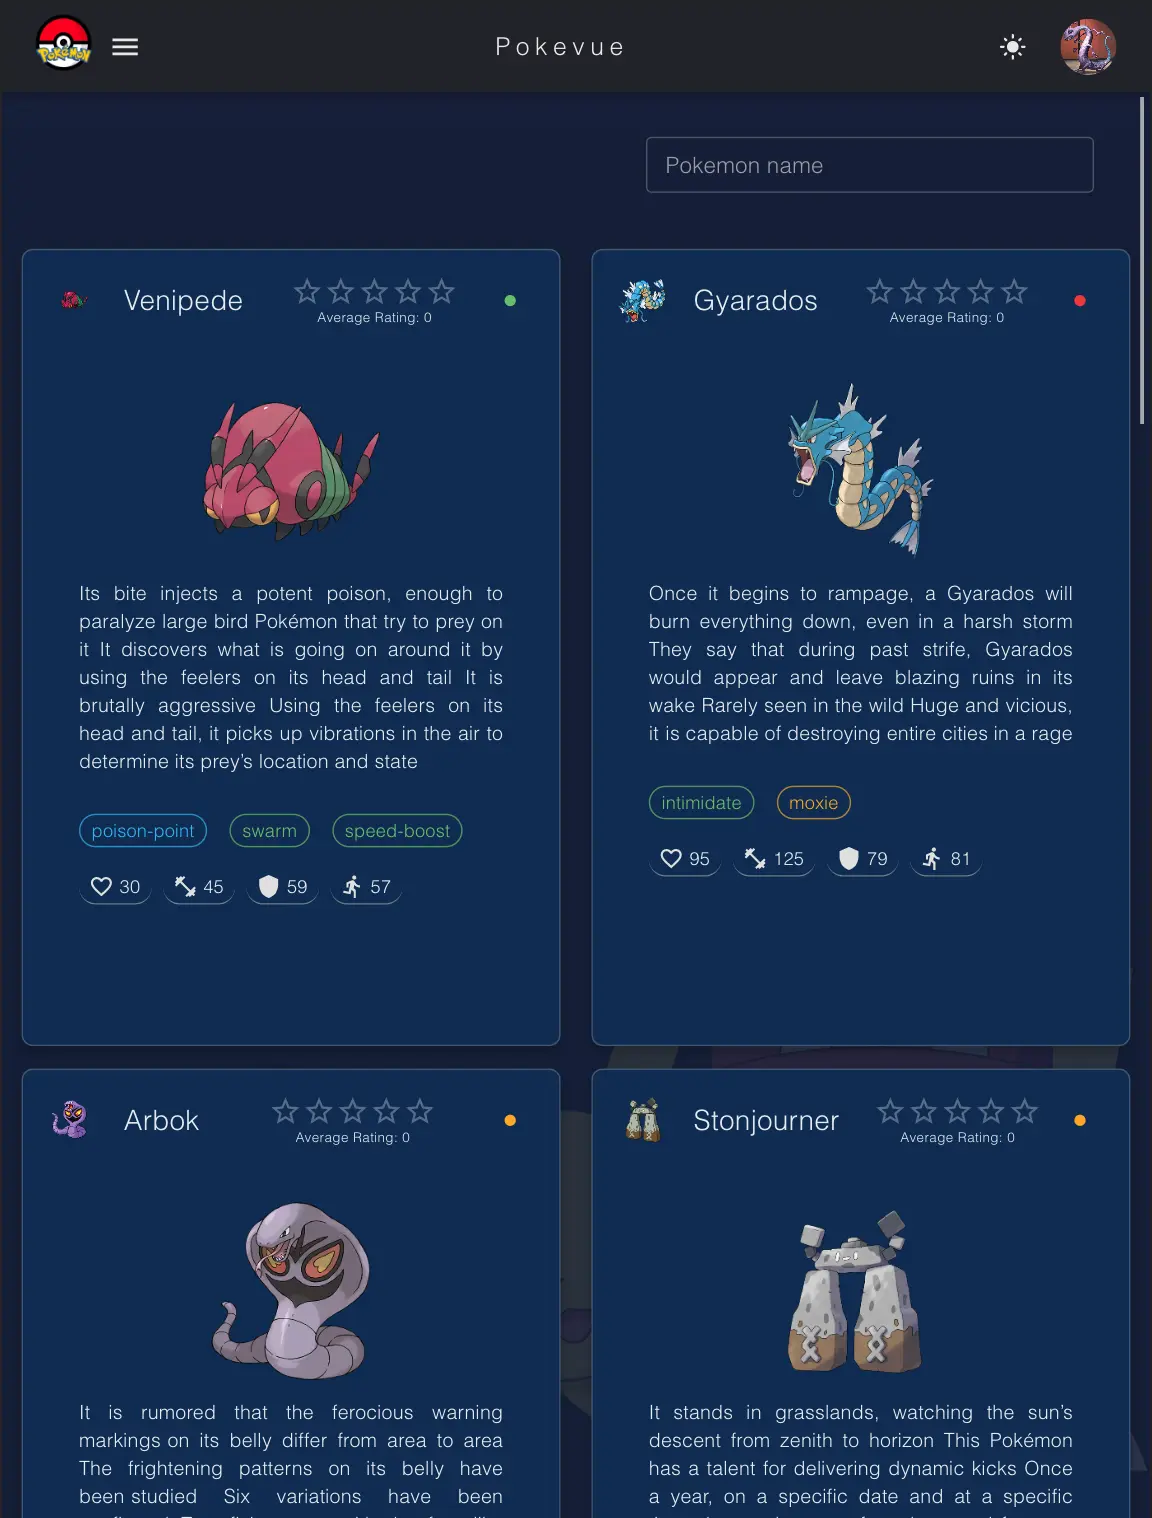 Pokémon
Pokevue
Pokemon name
Venipede
Average Rating: 0
Its bite injects a potent poison, enough to
paralyze large bird Pokémon that try to prey on
it It discovers what is going on around it by
using the feelers on its head and tail It is
brutally aggressive Using the feelers on its
head and tail, it picks up vibrations in the air to
determine its prey’s location and state
poison-point swarm speed-boost
30 45 59 57
Gyarados
Average Rating: 0
Once it begins to rampage, a Gyarados will
burn everything down, even in a harsh storm
They say that during past strife, Gyarados
would appear and leave blazing ruins in its
wake Rarely seen in the wild Huge and vicious,
it is capable of destroying entire cities in a rage
intimidate moxie
95 125 79 81
Arbok
Average Rating: 0
It is rumored that the ferocious warning
markings on its belly differ from area to area
The frightening patterns on its belly have
been studied Six variations have been
Stonjourner
Average Rating: 0
It stands in grasslands, watching the sun’s
descent from zenith to horizon This Pokémon
has a talent for delivering dynamic kicks Once
a year, on a specific date and at a specific